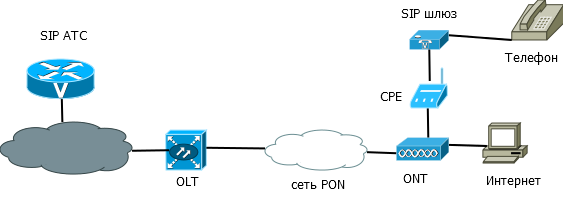 SIP шлюз
SIP АТС
Телефон
CPE
OLT
сеть PON
ONT
Интернет